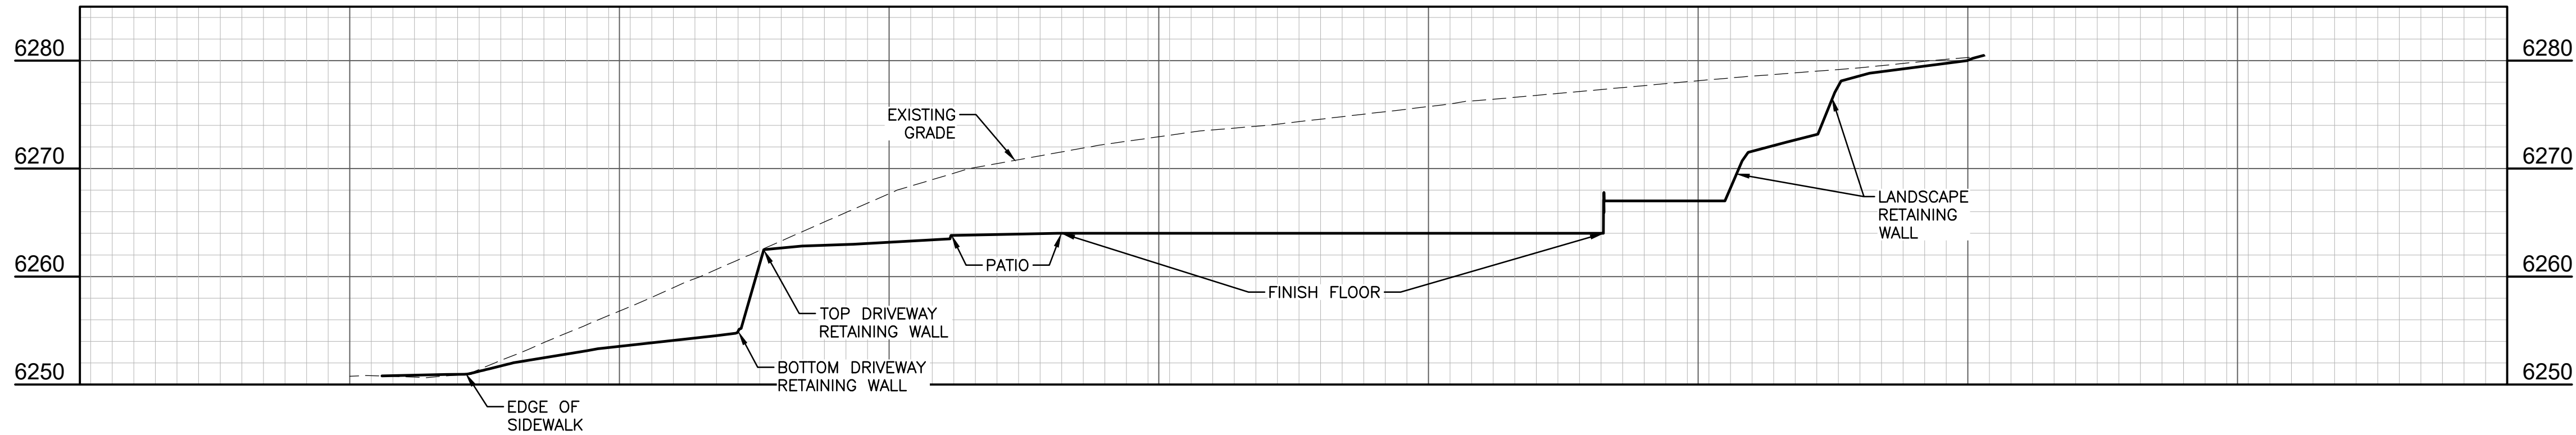 6280
6280
EXISTING
GRADE
6270
6270
LANDSCAPE
RETAINING
WALL
6260
6260
PATIO
FINISH FLOOR
TOP DRIVEWAY
RETAINING WALL
6250
6250
BOTTOM DRIVEWAY
RETAINING WALL
EDGE OF
SIDEWALK